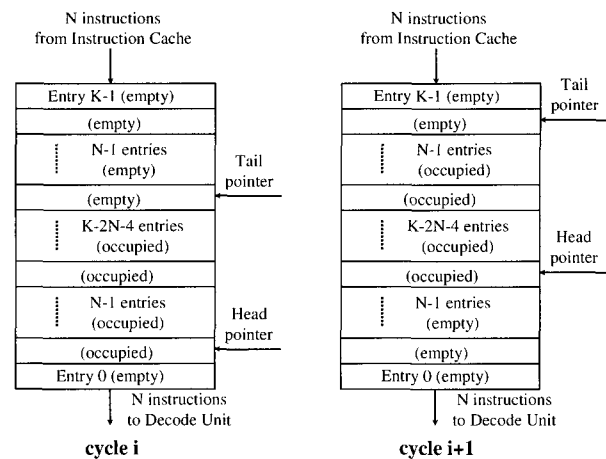 N instructions
from Instruction Cache
Entry K-1 (empty)
(empty)
N-1 entries
(empty)
Tail
pointer
(empty)
K-2N-4 entries
(occupied)
(occupied)
N-1 entries
(occupied)
Head
pointer
(occupied)
Entry 0 (empty)
N instructions
to Decode Unit
cycle i
N instructions
from Instruction Cache
Tail
pointer
Entry K-1 (empty)
(empty)
N-1 entries
(occupied)
(occupied)
K-2N-4 entries
(occupied)
Head
pointer
(occupied)
N-1 entries
(empty)
(empty)
Entry 0 (empty)
N instructions
to Decode Unit
cycle i+1